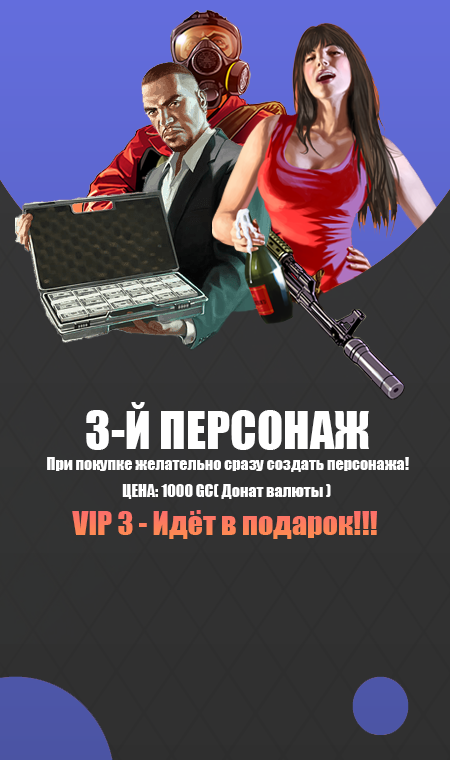 3-Й ПЕРСОНАЖ
При покупке желательно сразу создать персонажа!
ЦЕНА: 1000 GC( Донат валюты )
VIP 3 - Идёт в подарок!!!